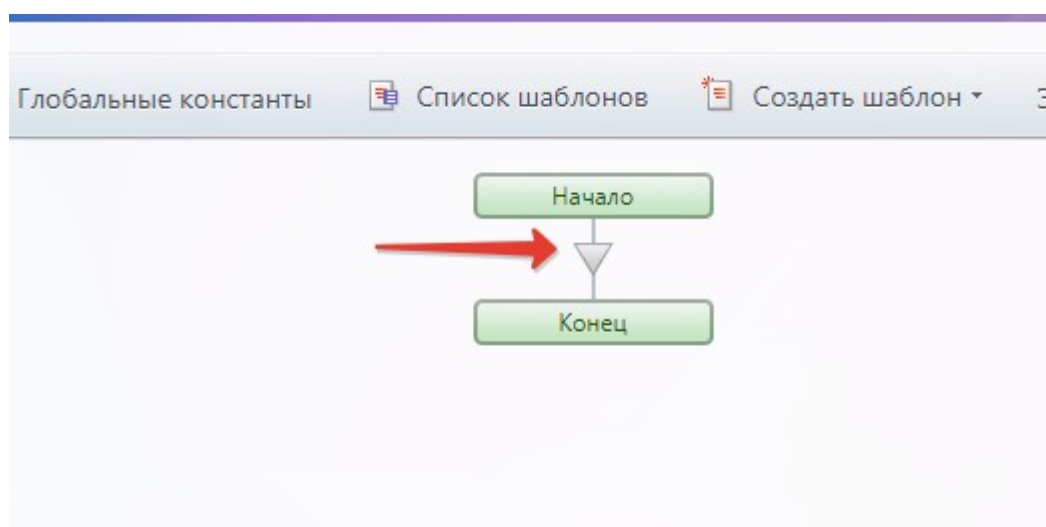 Глобальные константы Список шаблонов Создать шаблон
Начало
Конец